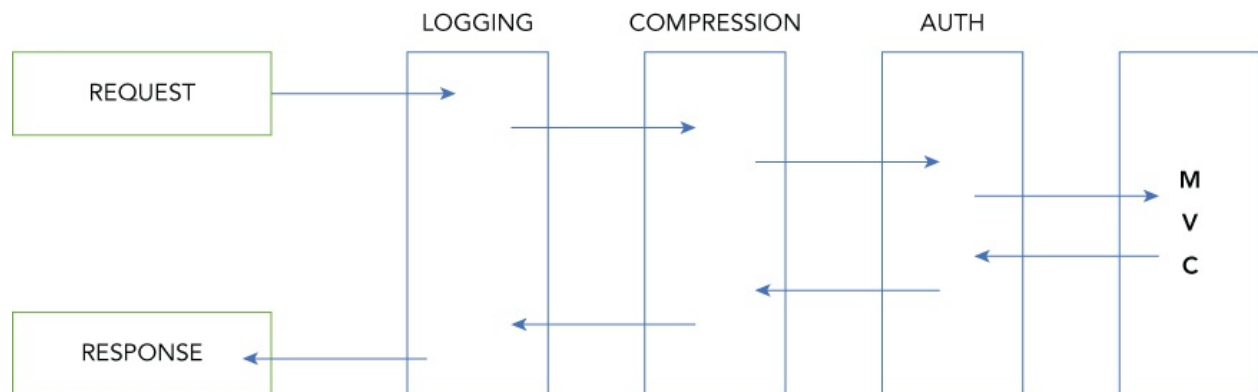 LOGGING
COMPRESSION
AUTH
REQUEST
M
V
C
RESPONSE